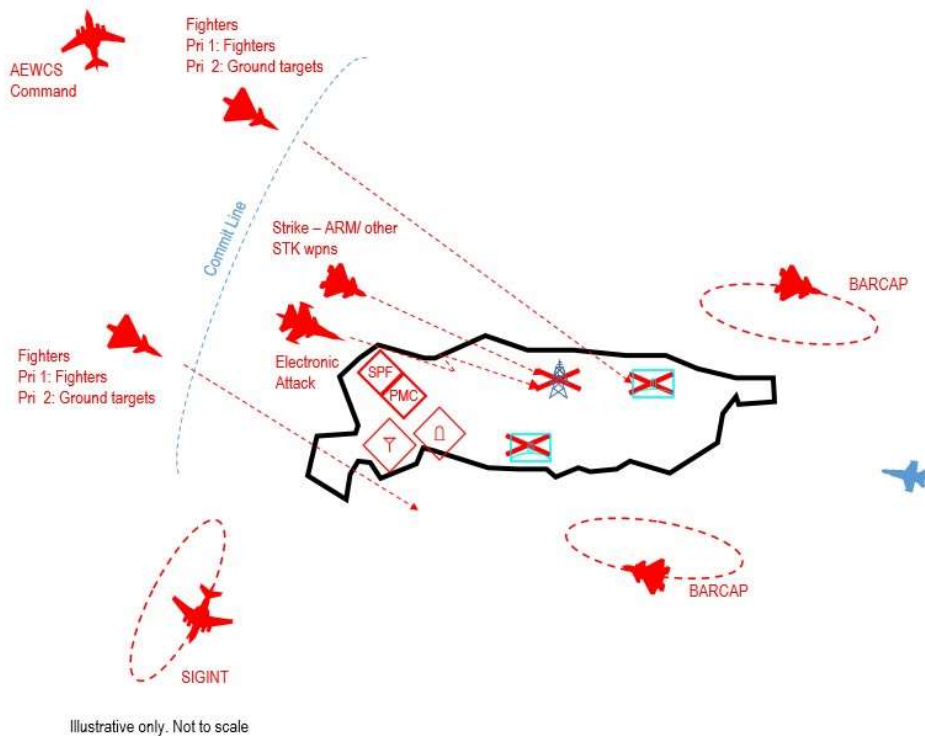 Fighters
Pri 1: Fighters
Pri 2: Ground targets
AEWCS
Command
Commit Line
Strike – ARM/ other
STK wpns
BARCAP
Fighters
Pri 1: Fighters
Pri 2: Ground targets
Electronic
Attack
SPF
PMC
BARCAP
SIGINT
Illustrative only. Not to scale